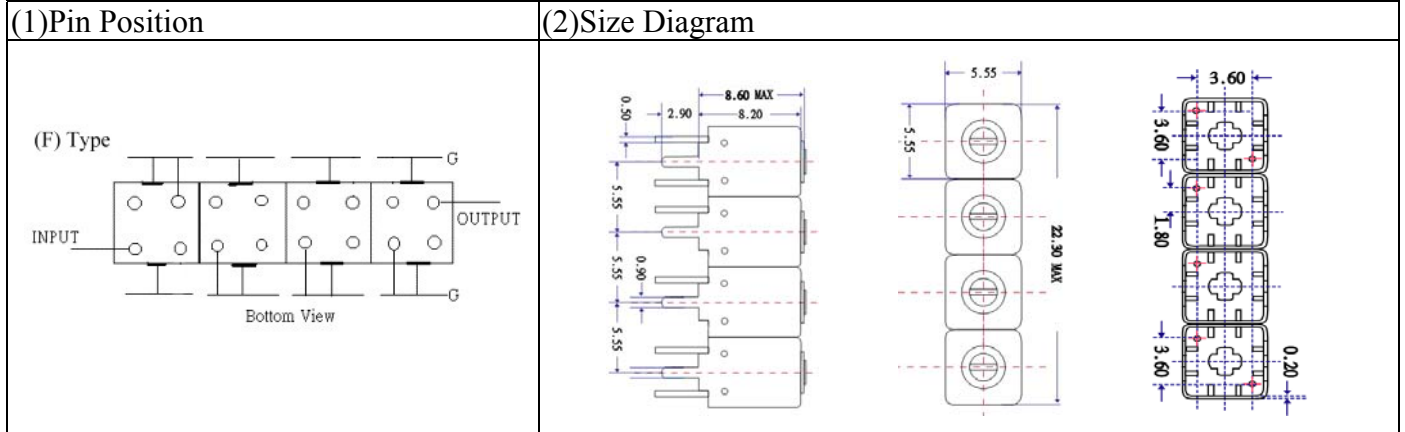 (1)Pin Position
(2)Size Diagram
(F) Type
G
INPUT
OUTPUT
G
Bottom View
8.60 MAX
2.90
8.20
0.50
5.55
5.55
0.90
5.55
5.55
5.55
22.30 MAX
3.60
3.60
1.80
3.60
0.20